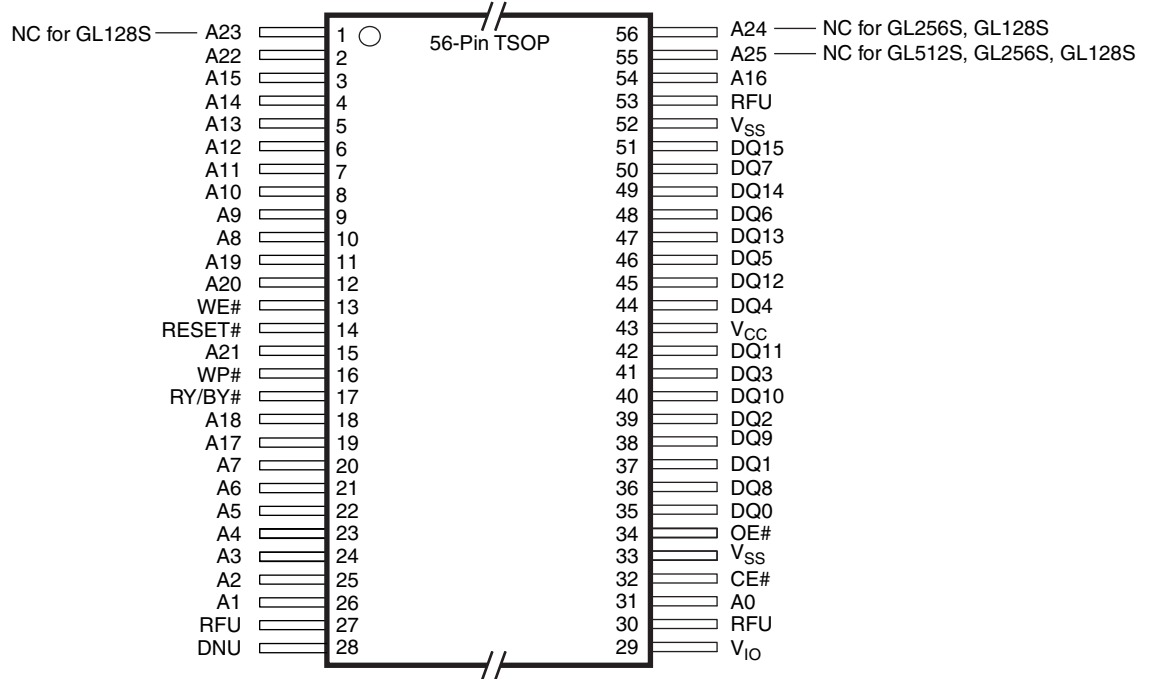 NC for GL128S A23 1 56-Pin TSOP 56 A24 NC for GL256S, GL128S
A22 2 55 A25 NC for GL512S, GL256S, GL128S
A15 3 54 A16
A14 4 53 RFU
A13 5 52 VSS
A12 6 51 DQ15
A11 7 50 DQ7
A10 8 49 DQ14
A9 9 48 DQ6
A8 10 47 DQ13
A19 11 46 DQ5
A20 12 45 DQ12
WE# 13 44 DQ4
RESET# 14 43 VCC
A21 15 42 DQ11
WP# 16 41 DQ3
RY/BY# 17 40 DQ10
A18 18 39 DQ2
A17 19 38 DQ9
A7 20 37 DQ1
A6 21 36 DQ8
A5 22 35 DQ0
A4 23 34 OE#
A3 24 33 VSS
A2 25 32 CE#
A1 26 31 A0
RFU 27 30 RFU
DNU 28 29 VIO